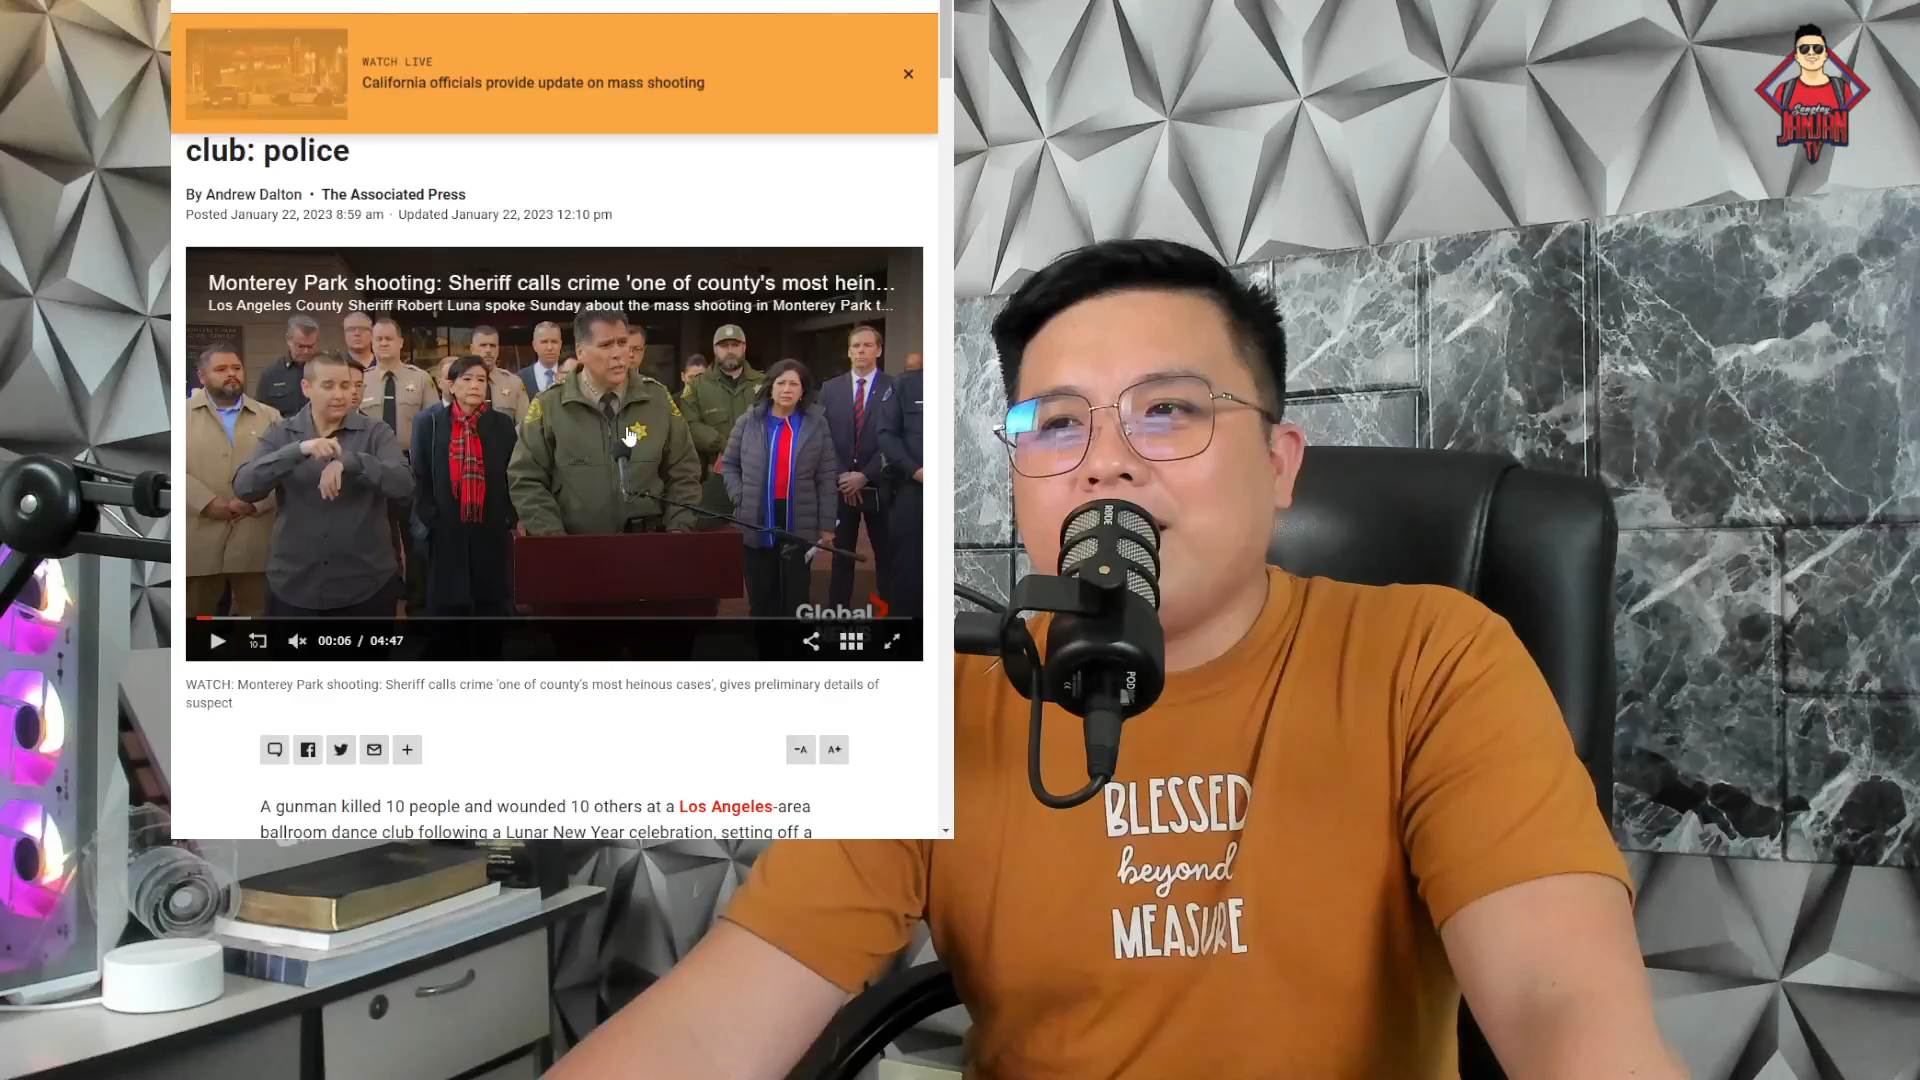 WATCH LIVE
California officials provide update on mass shooting
club: police
By Andrew Dalton • The Associated Press
Posted January 22, 2023 8:59 am · Updated January 22, 2023 12:10 pm
Monterey Park shooting: Sheriff calls crime 'one of county's most hein...
Los Angeles County Sheriff Robert Luna spoke Sunday about the mass shooting in Monterey Park t...
Global
10
00:06 / 04:47
WATCH: Monterey Park shooting: Sheriff calls crime 'one of county's most heinous cases', gives preliminary details of
suspect
-A
A+
A gunman killed 10 people and wounded 10 others at a Los Angeles-area
ballroom dance club following a Lunar New Year celebration, setting off a
JANJAN
TV
RØDE
POD
BLESSED
beyond
MEASURE